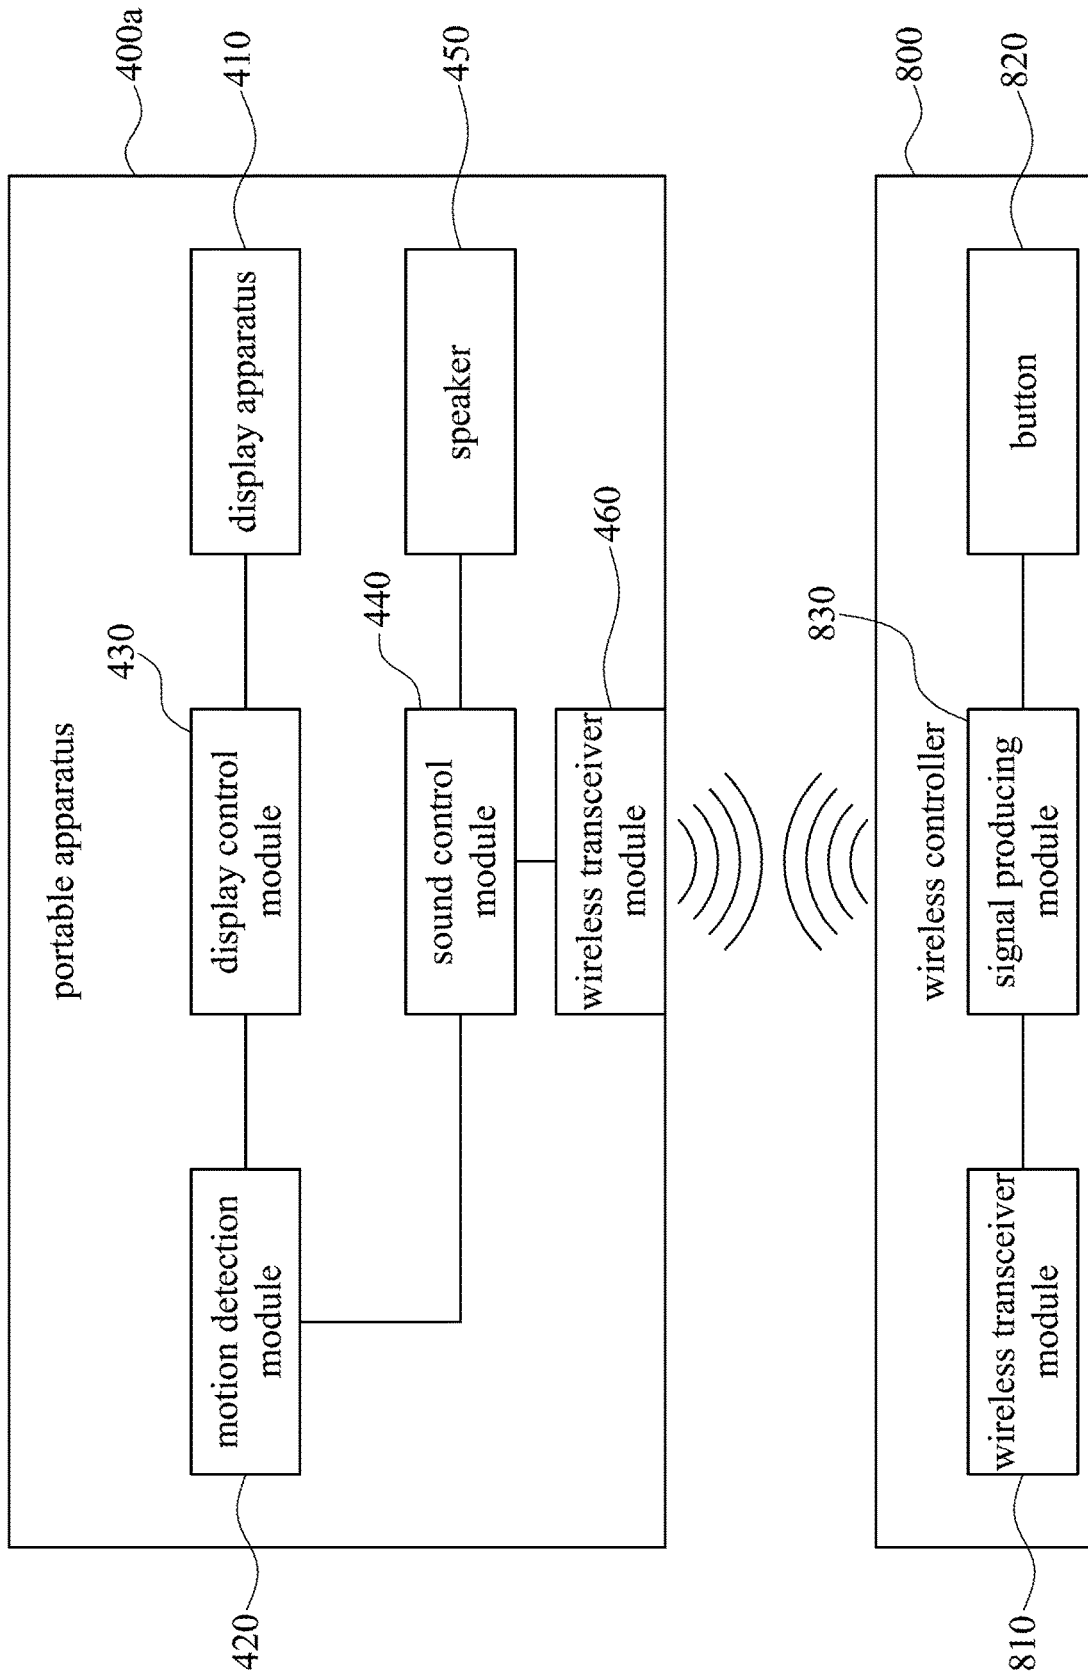 400a
portable apparatus
430
410
420
motion detection
module
display control
module
display apparatus
440
450
sound control
module
speaker
460
wireless transceiver
module
800
wireless controller
830
820
810
wireless transceiver
module
signal producing
module
button